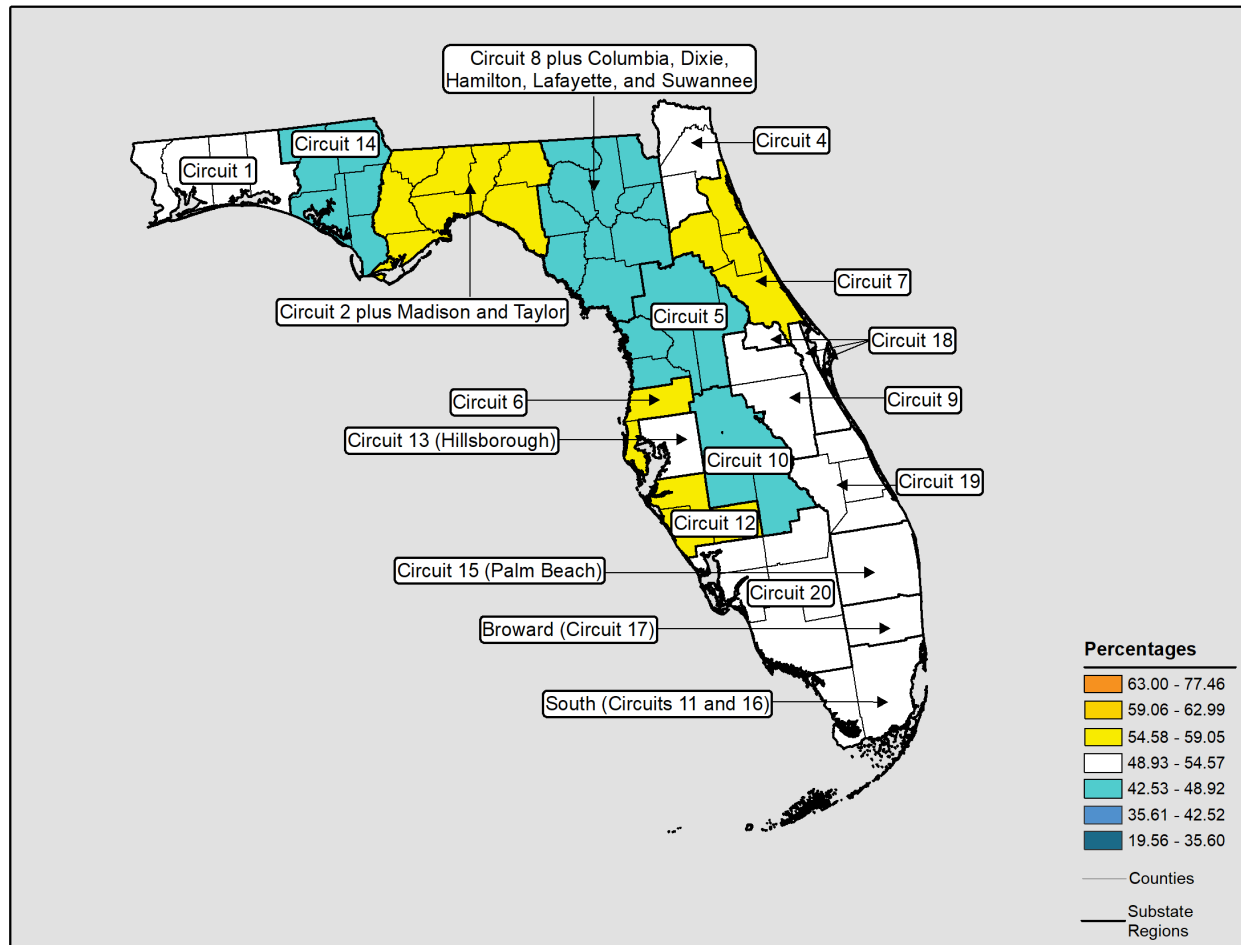 Circuit 8 plus Columbia, Dixie,
Hamilton, Lafayette, and Suwannee
Circuit 4
Circuit 14
Circuit 1
Circuit 7
Circuit 2 plus Madison and Taylor
Circuit 5
Circuit 18
Circuit 6
Circuit 9
Circuit 13 (Hillsborough)
Circuit 10
Circuit 19
Circuit 12
Circuit 15 (Palm Beach)
Circuit 20
Broward (Circuit 17)
South (Circuits 11 and 16)
Percentages
63.00 - 77.46
59.06 - 62.99
54.58 - 59.05
48.93 - 54.57
42.53 - 48.92
35.61 - 42.52
19.56 - 35.60
Counties
Substate
Regions